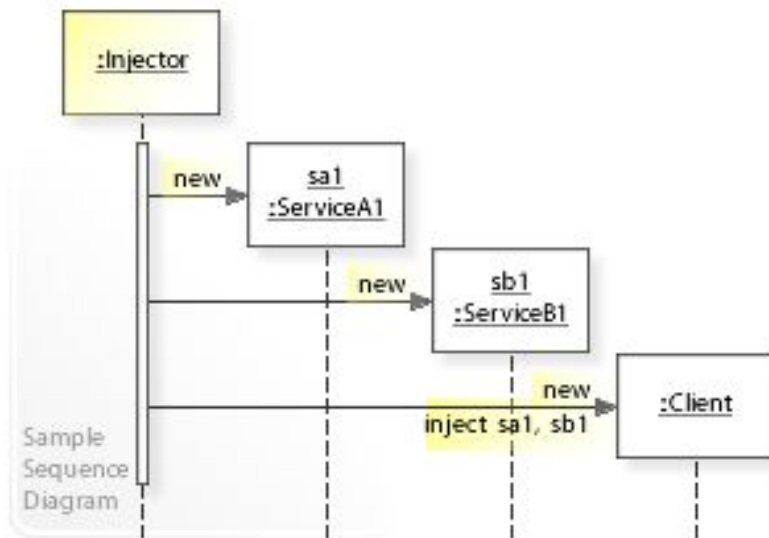 :Injector
new
sa1
:ServiceA1
new
sb1
:ServiceB1
new
inject sa1, sb1
:Client
Sample
Sequence
Diagram